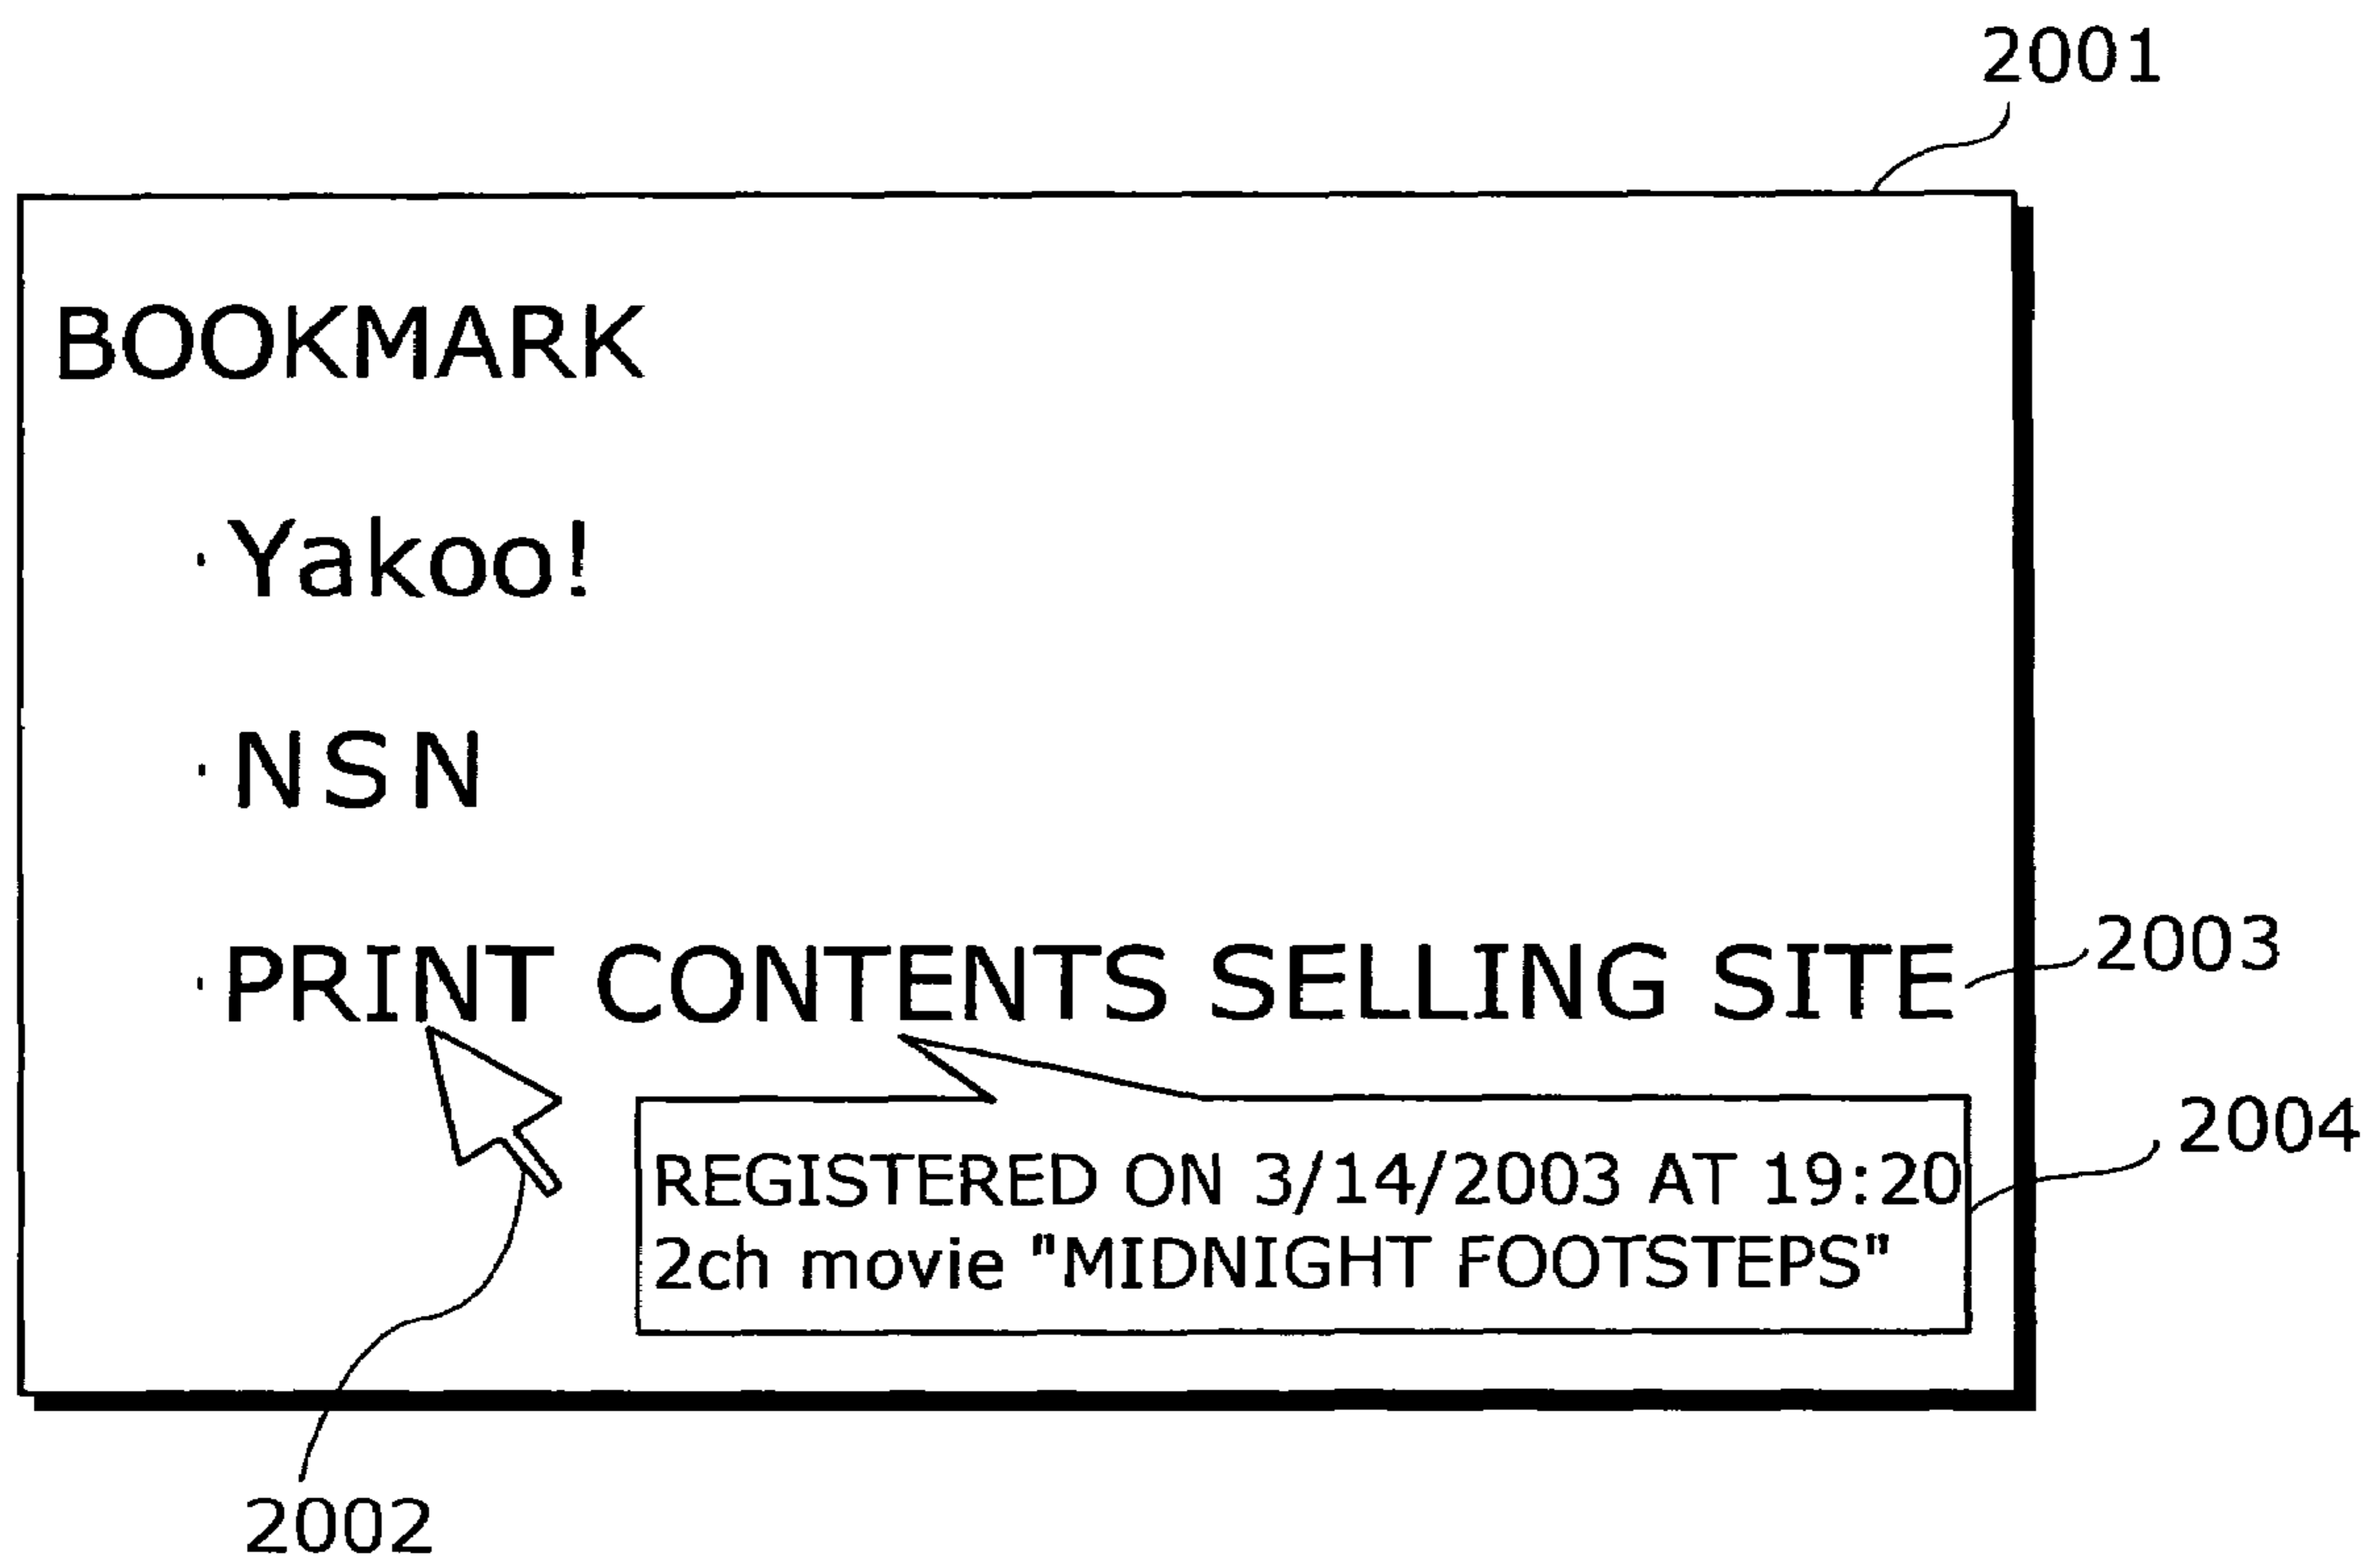 2001
BOOKMARK
·Yakoo!
·NSN
·PRINT CONTENTS SELLING SITE
2003
2004
REGISTERED ON 3/14/2003 AT 19:20
2ch movie "MIDNIGHT FOOTSTEPS"
2002